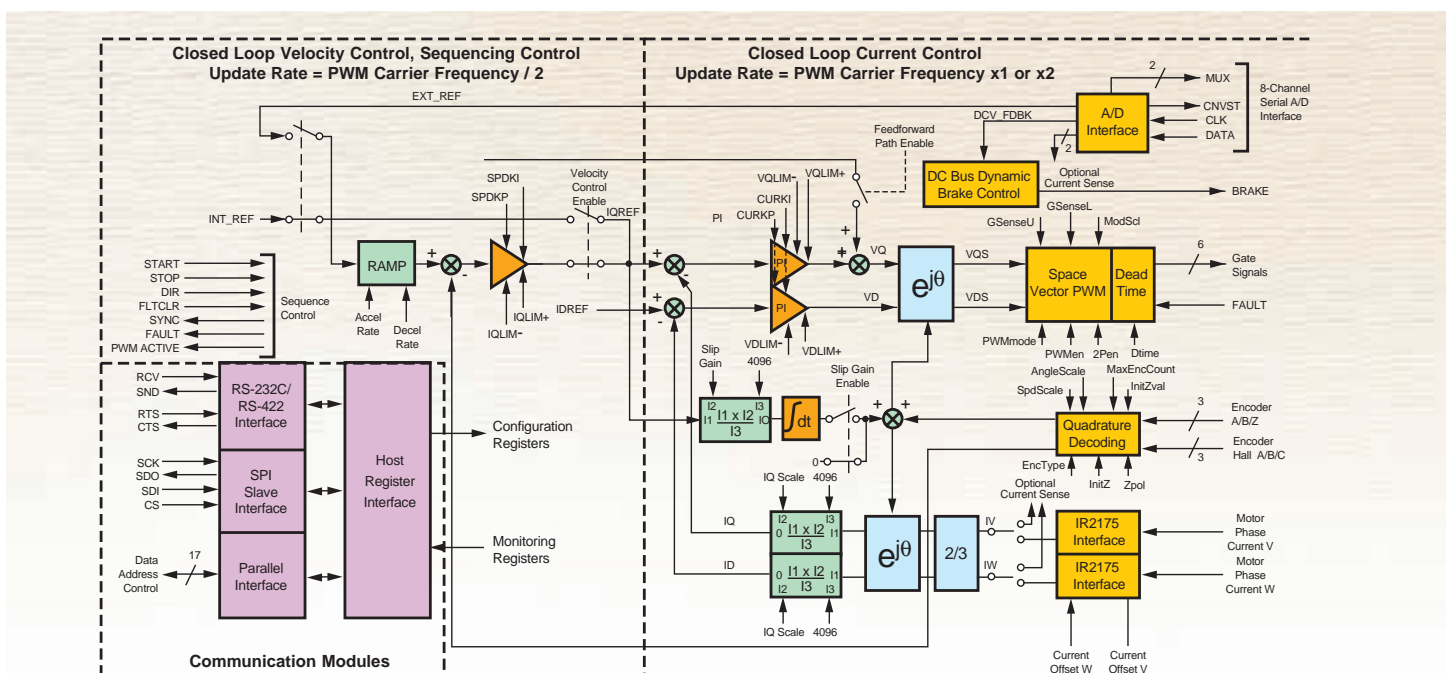 Closed Loop Velocity Control, Sequencing Control
Update Rate = PWM Carrier Frequency / 2
Closed Loop Current Control
Update Rate = PWM Carrier Frequency x1 or x2
EXT_REF
2
MUX
CNVST
CLK
DATA
8-Channel
Serial A/D
Interface
A/D
Interface
DCV_FDBK
2
Optional
Current Sense
Feedforward
Path Enable
DC Bus Dynamic
Brake Control
BRAKE
INT_REF
SPDKP
SPDKI
Velocity
Control
Enable
IQREF
PI
CURKP
CURKI
VQLIM-
VQLIM+
GSenseU
GSenseL
ModScl
RAMP
+
-
+
-
PI
+
+
VQ
e^jθ
VQS
Space
Vector PWM
Dead
Time
6
Gate
Signals
START
STOP
DIR
FLTCLR
SYNC
FAULT
PWM ACTIVE
Sequence
Control
Accel
Rate
Decel
Rate
IQLIM-
IQLIM+
IDREF
+
-
PI
VD
VDS
FAULT
VDLIM-
VDLIM+
PWMmode
PWMen
2Pen
Dtime
Slip
Gain
4096
Slip Gain
Enable
AngleScale
MaxEncCount
SpdScale
InitZval
RCV
SND
RTS
CTS
RS-232C/
RS-422
Interface
I2
I3
I1
I1 x I2
I3
IO
∫dt
0
+
+
Quadrature
Decoding
3
Encoder
A/B/Z
Encoder
Hall A/B/C
3
Configuration
Registers
Host
Register
Interface
SCK
SDO
SDI
CS
SPI
Slave
Interface
EncType
InitZ
Zpol
IQ Scale
4096
Optional
Current Sense
IQ
I2
I3
0
I1 x I2
I3
I1
e^jθ
2/3
IV
IR2175
Interface
Motor
Phase
Current V
Monitoring
Registers
Data
Address
Control
17
Parallel
Interface
ID
0
I1 x I2
I3
I1
I2
I3
IW
IR2175
Interface
Motor
Phase
Current W
IQ Scale
4096
Current
Offset W
Current
Offset V
Communication Modules